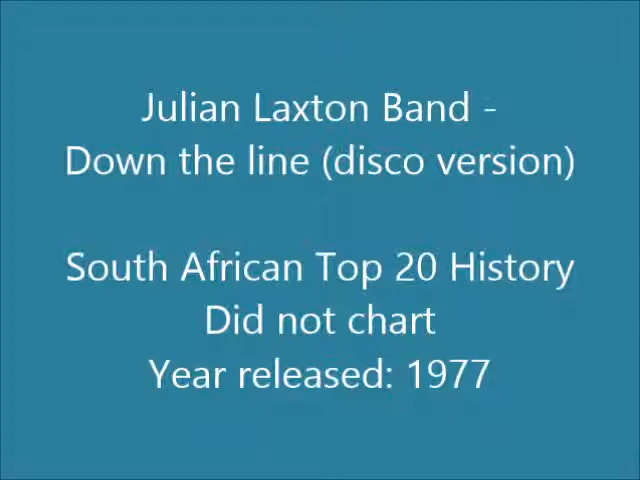 Julian Laxton Band -
Down the line (disco version)
South African Top 20 History
Did not chart
Year released: 1977